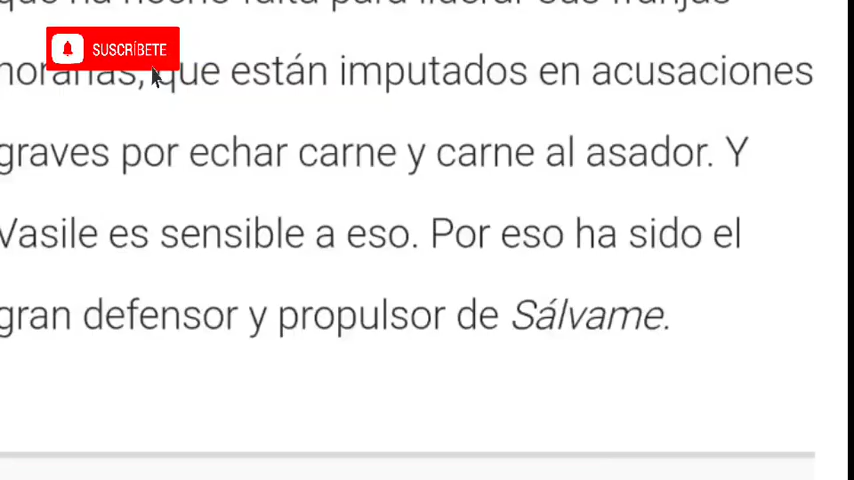 SUSCRÍBETE
que están imputados en acusaciones
graves por echar carne y carne al asador. Y
Vasile es sensible a eso. Por eso ha sido el
gran defensor y propulsor de Sálvame.